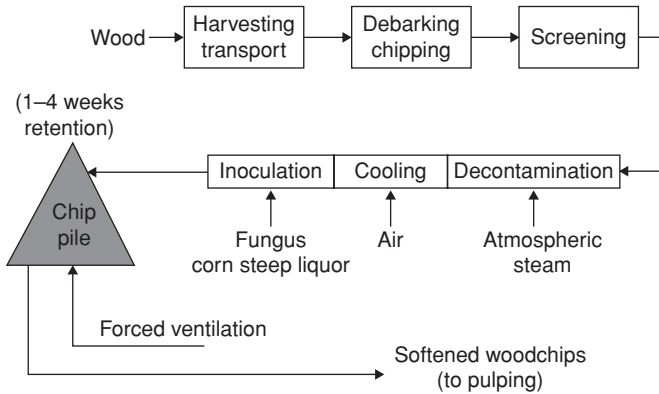 Wood
Harvesting
transport
Debarking
chipping
Screening
(1–4 weeks
retention)
Chip
pile
Inoculation
Cooling
Decontamination
Fungus
corn steep liquor
Air
Atmospheric
steam
Forced ventilation
Softened woodchips
(to pulping)